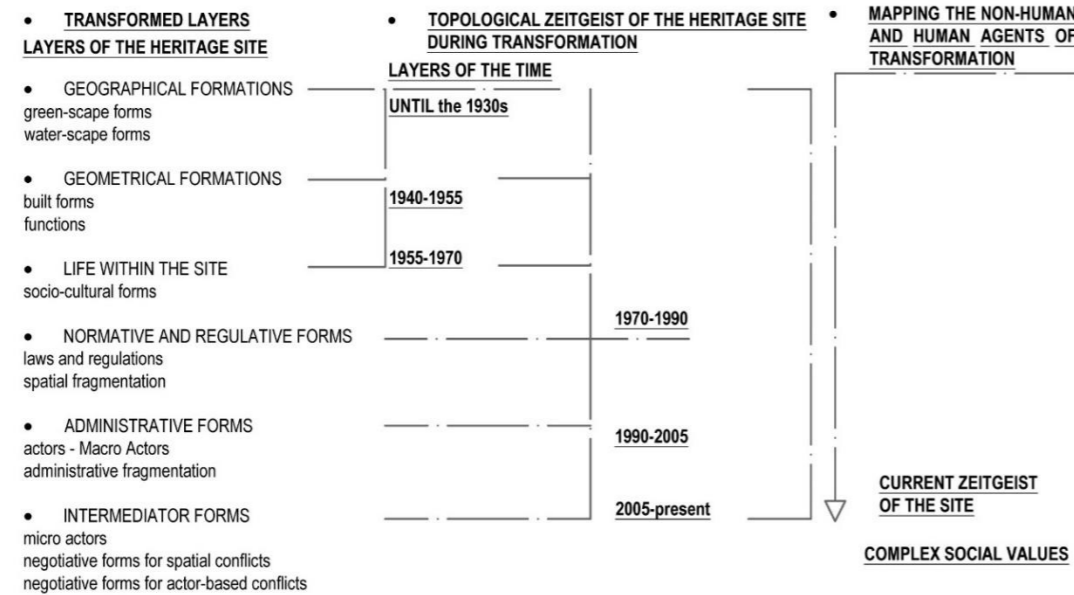 • TRANSFORMED LAYERS
LAYERS OF THE HERITAGE SITE
• GEOGRAPHICAL FORMATIONS
green-scape forms
water-scape forms
• GEOMETRICAL FORMATIONS
built forms
functions
• LIFE WITHIN THE SITE
socio-cultural forms
• NORMATIVE AND REGULATIVE FORMS
laws and regulations
spatial fragmentation
• ADMINISTRATIVE FORMS
actors - Macro Actors
administrative fragmentation
• INTERMEDIATOR FORMS
micro actors
negotiative forms for spatial conflicts
negotiative forms for actor-based conflicts
• TOPOLOGICAL ZEITGEIST OF THE HERITAGE SITE
DURING TRANSFORMATION
LAYERS OF THE TIME
UNTIL the 1930s
1940-1955
1955-1970
1970-1990
1990-2005
2005-present
• MAPPING THE NON-HUMAN
AND HUMAN AGENTS OF
TRANSFORMATION
CURRENT ZEITGEIST
OF THE SITE
COMPLEX SOCIAL VALUES